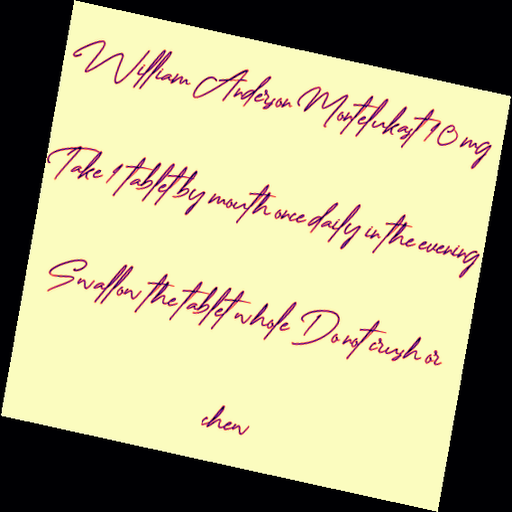 William Anderson Montelukast 10 mg
Take 1 tablet by mouth once daily in the evening
Swallow the tablet whole Do not crush or
chew